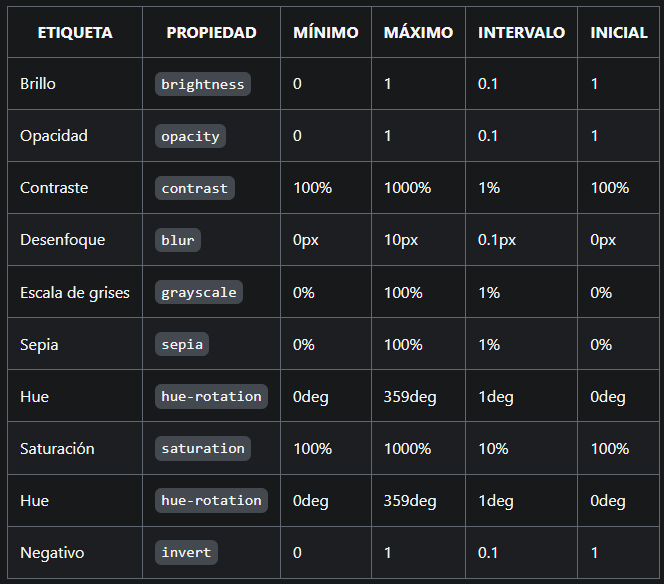 ETIQUETA PROPIEDAD MÍNIMO MÁXIMO INTERVALO INICIAL
Brillo brightness 0 1 0.1 1
Opacidad opacity 0 1 0.1 1
Contraste contrast 100% 1000% 1% 100%
Desenfoque blur 0px 10px 0.1px 0px
Escala de grises grayscale 0% 100% 1% 0%
Sepia sepia 0% 100% 1% 0%
Hue hue-rotation 0deg 359deg 1deg 0deg
Saturación saturation 100% 1000% 10% 100%
Hue hue-rotation 0deg 359deg 1deg 0deg
Negativo invert 0 1 0.1 1